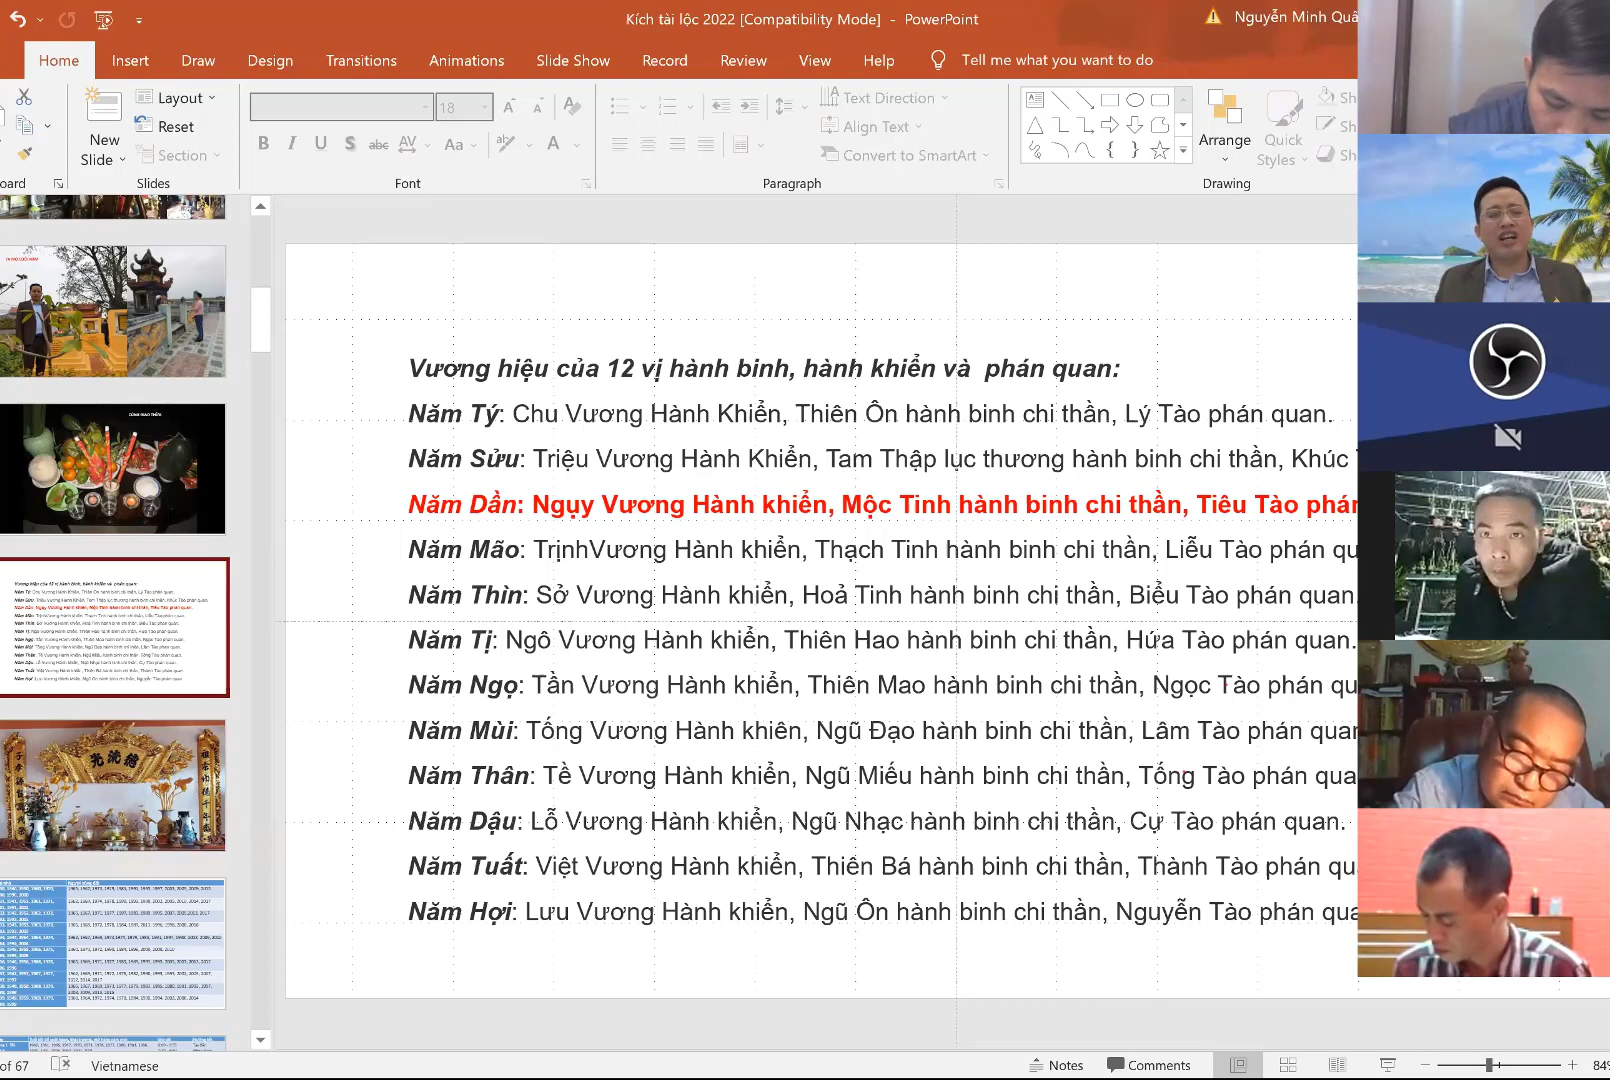 Kích tài lộc 2022 [Compatibility Mode] - PowerPoint
Nguyễn Minh Quâ
Home Insert Draw Design Transitions Animations Slide Show Record Review View Help Tell me what you want to do
Layout
Reset
Section
New Slide
Slides
oard
18
B I U S abc AV Aa A
Font
Text Direction
Align Text
Convert to SmartArt
Paragraph
Arrange
Quick Styles
Sh
Sh
Sh
Drawing
Vương hiệu của 12 vị hành binh, hành khiển và phán quan:
Năm Tý: Chu Vương Hành Khiển, Thiên Ôn hành binh chi thần, Lý Tào phán quan.
Năm Sửu: Triệu Vương Hành Khiển, Tam Thập lục thương hành binh chi thần, Khúc
Năm Dần: Ngụy Vương Hành khiển, Mộc Tinh hành binh chi thần, Tiêu Tào phán
Năm Mão: TrịnhVương Hành khiển, Thạch Tinh hành binh chi thần, Liễu Tào phán qu
Năm Thìn: Sở Vương Hành khiển, Hoả Tinh hành binh chi thần, Biểu Tào phán quan.
Năm Tị: Ngô Vương Hành khiển, Thiên Hao hành binh chi thần, Hứa Tào phán quan.
Năm Ngọ: Tần Vương Hành khiển, Thiên Mao hành binh chi thần, Ngọc Tào phán qu
Năm Mùi: Tống Vương Hành khiên, Ngũ Đạo hành binh chi thần, Lâm Tào phán quan
Năm Thân: Tề Vương Hành khiển, Ngũ Miếu hành binh chi thần, Tống Tào phán qua
Năm Dậu: Lỗ Vương Hành khiển, Ngũ Nhạc hành binh chi thần, Cự Tào phán quan.
Năm Tuất: Việt Vương Hành khiển, Thiên Bá hành binh chi thần, Thành Tào phán qu
Năm Hợi: Lưu Vương Hành khiển, Ngũ Ôn hành binh chi thần, Nguyễn Tào phán qua
of 67
Vietnamese
Notes
Comments
84%